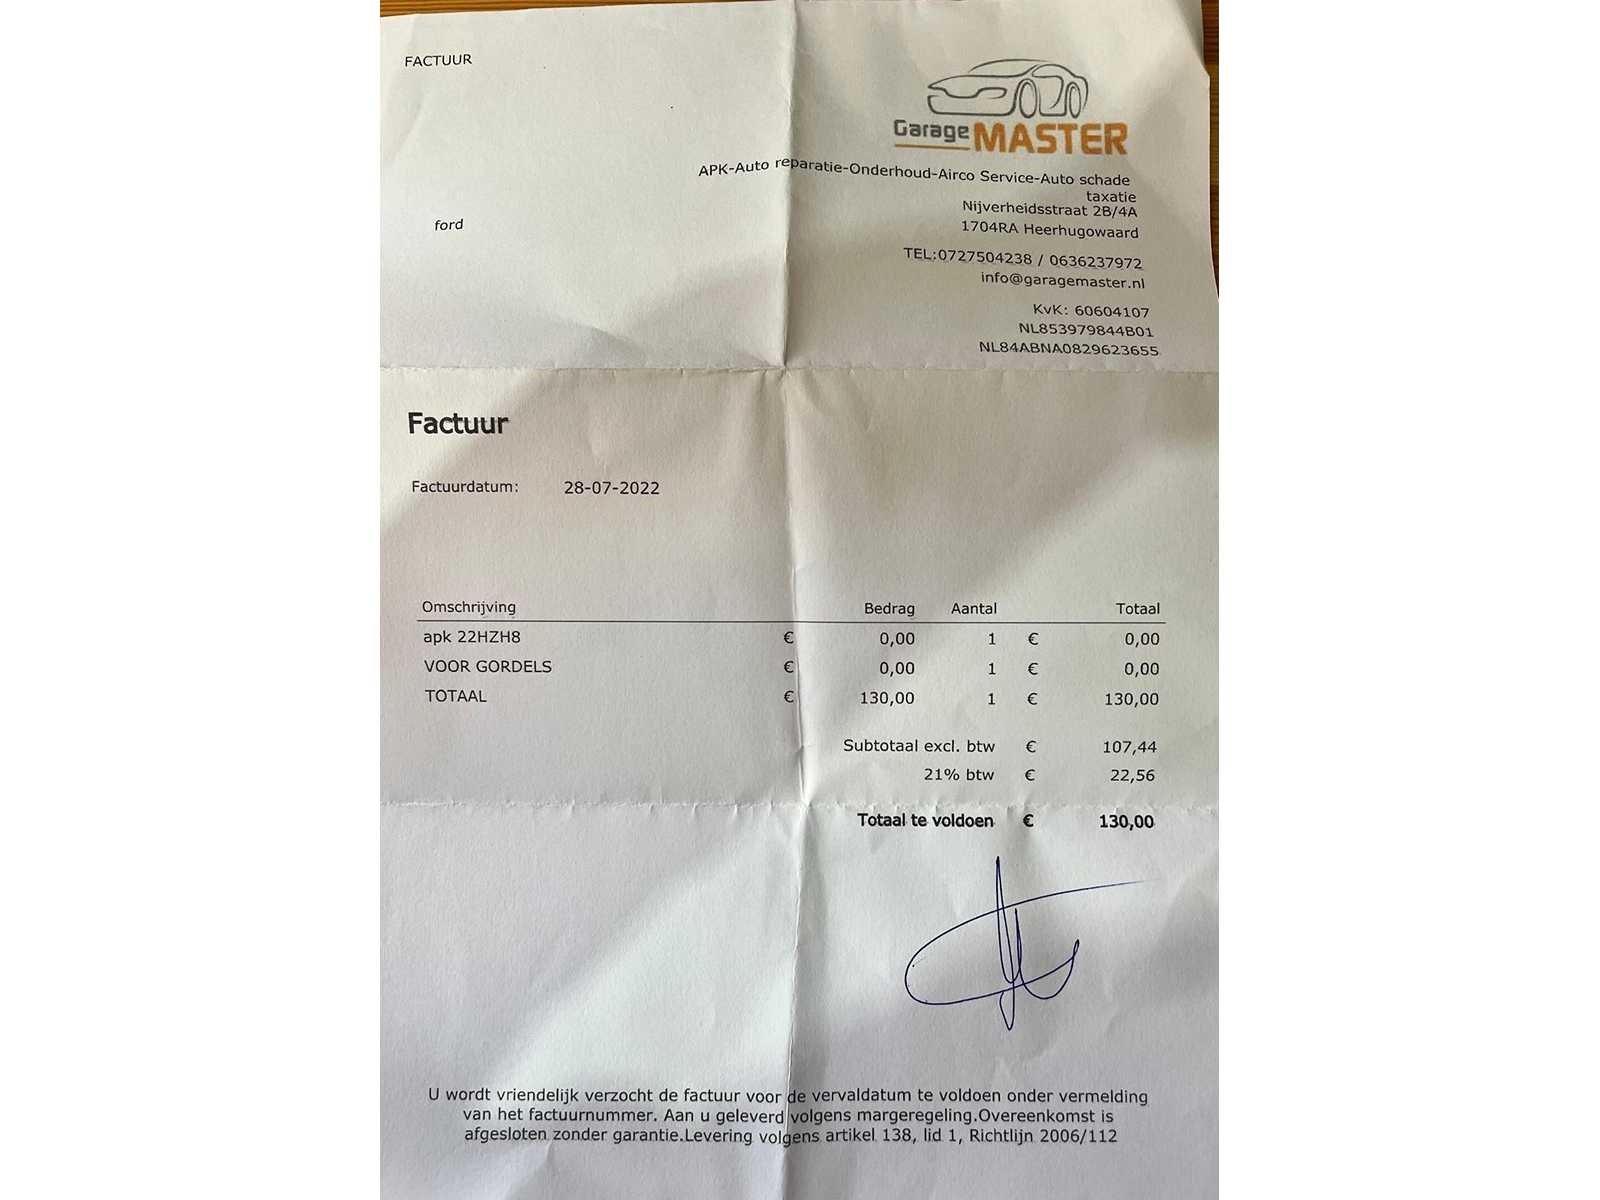 FACTUUR
Garage MASTER
APK-Auto reparatie-Onderhoud-Airco Service-Auto schade
taxatie
Nijverheidsstraat 2B/4A
1704RA Heerhugowaard
ford
TEL:0727504238 / 0636237972
info@garagemaster.nl
KvK: 60604107
NL853979844B01
NL84ABNA0829623655
Factuur
Factuurdatum: 28-07-2022
Omschrijving Bedrag Aantal Totaal
apk 22HZH8 € 0,00 1 € 0,00
VOOR GORDELS € 0,00 1 € 0,00
TOTAAL € 130,00 1 € 130,00
Subtotaal excl. btw € 107,44
21% btw € 22,56
Totaal te voldoen € 130,00
U wordt vriendelijk verzocht de factuur voor de vervaldatum te voldoen onder vermelding
van het factuurnummer. Aan u geleverd volgens margeregeling.Overeenkomst is
afgesloten zonder garantie.Levering volgens artikel 138, lid 1, Richtlijn 2006/112